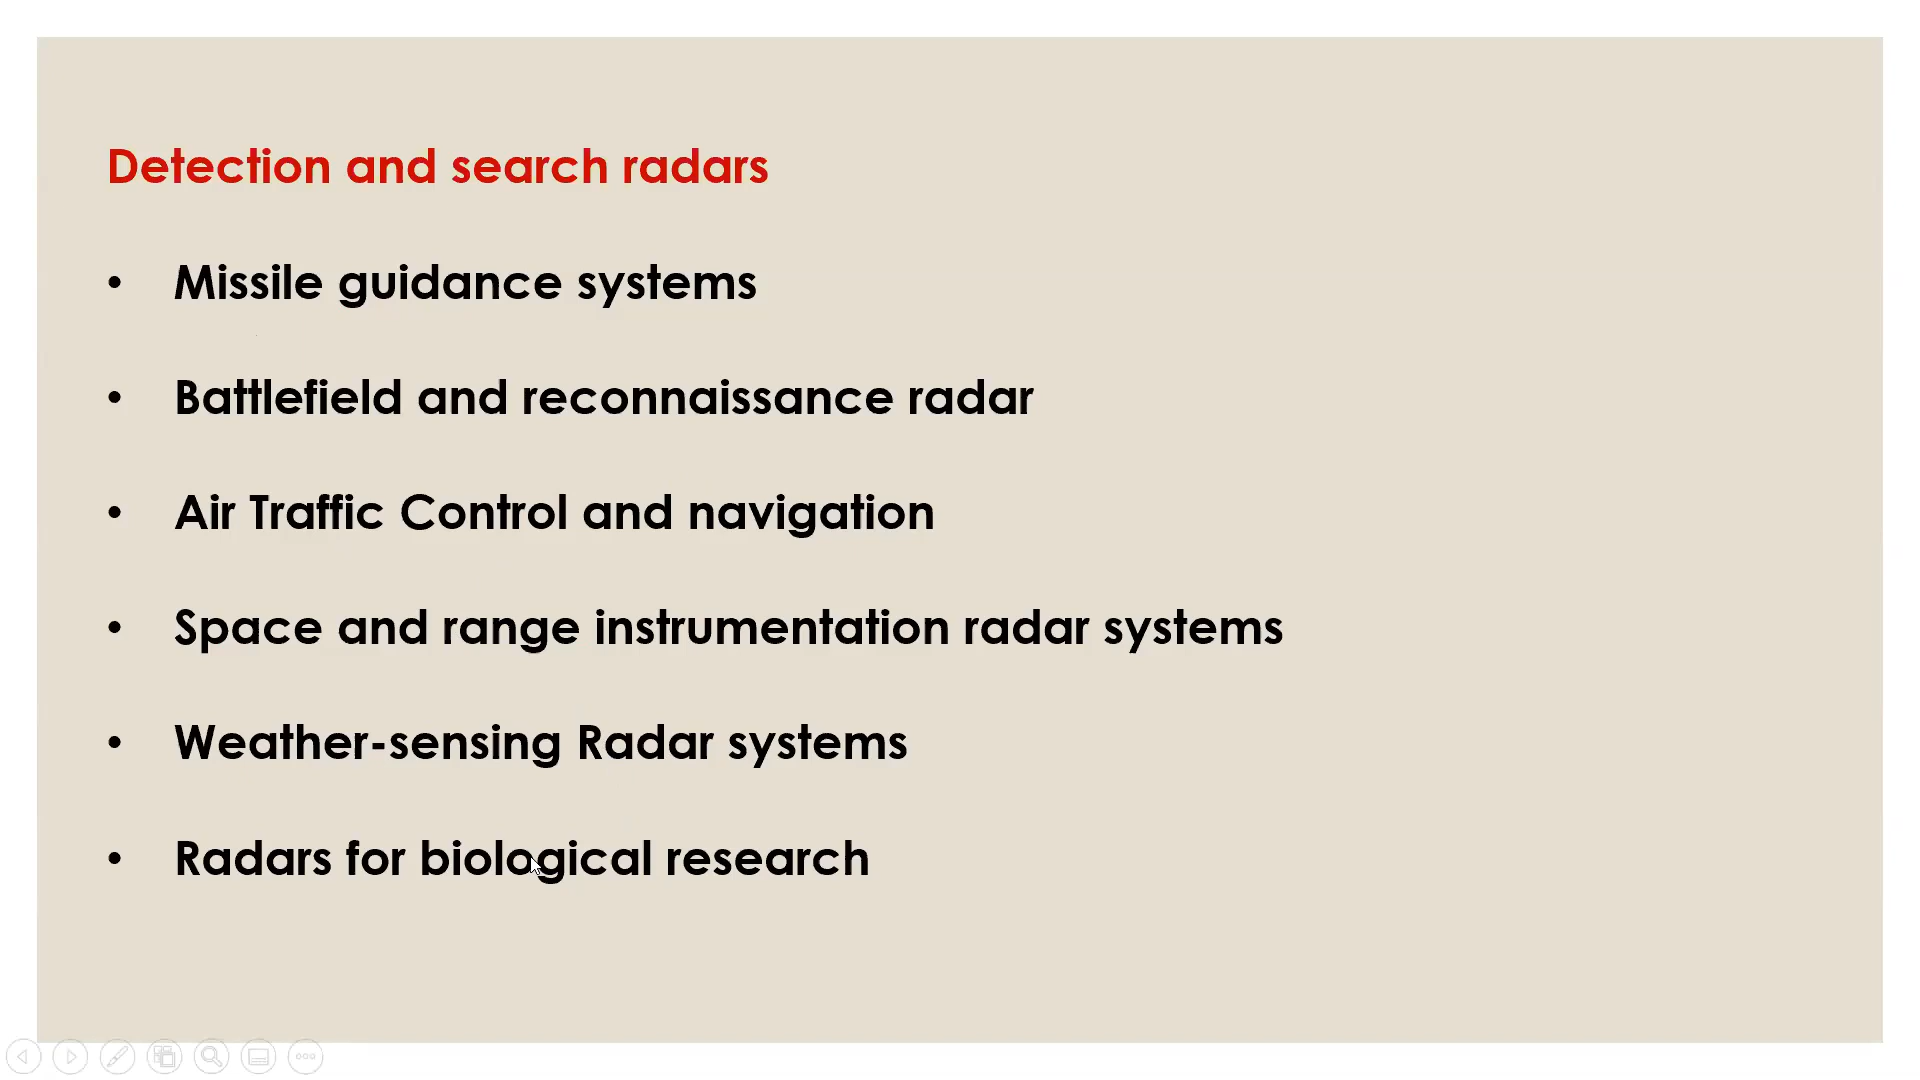 Detection and search radars
• Missile guidance systems
• Battlefield and reconnaissance radar
• Air Traffic Control and navigation
• Space and range instrumentation radar systems
• Weather-sensing Radar systems
• Radars for biological research